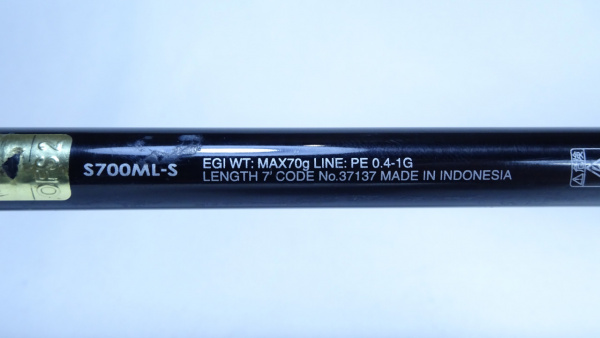 S700ML-S
EGI WT: MAX70g LINE: PE 0.4-1G
LENGTH 7' CODE No.37137 MADE IN INDONESIA